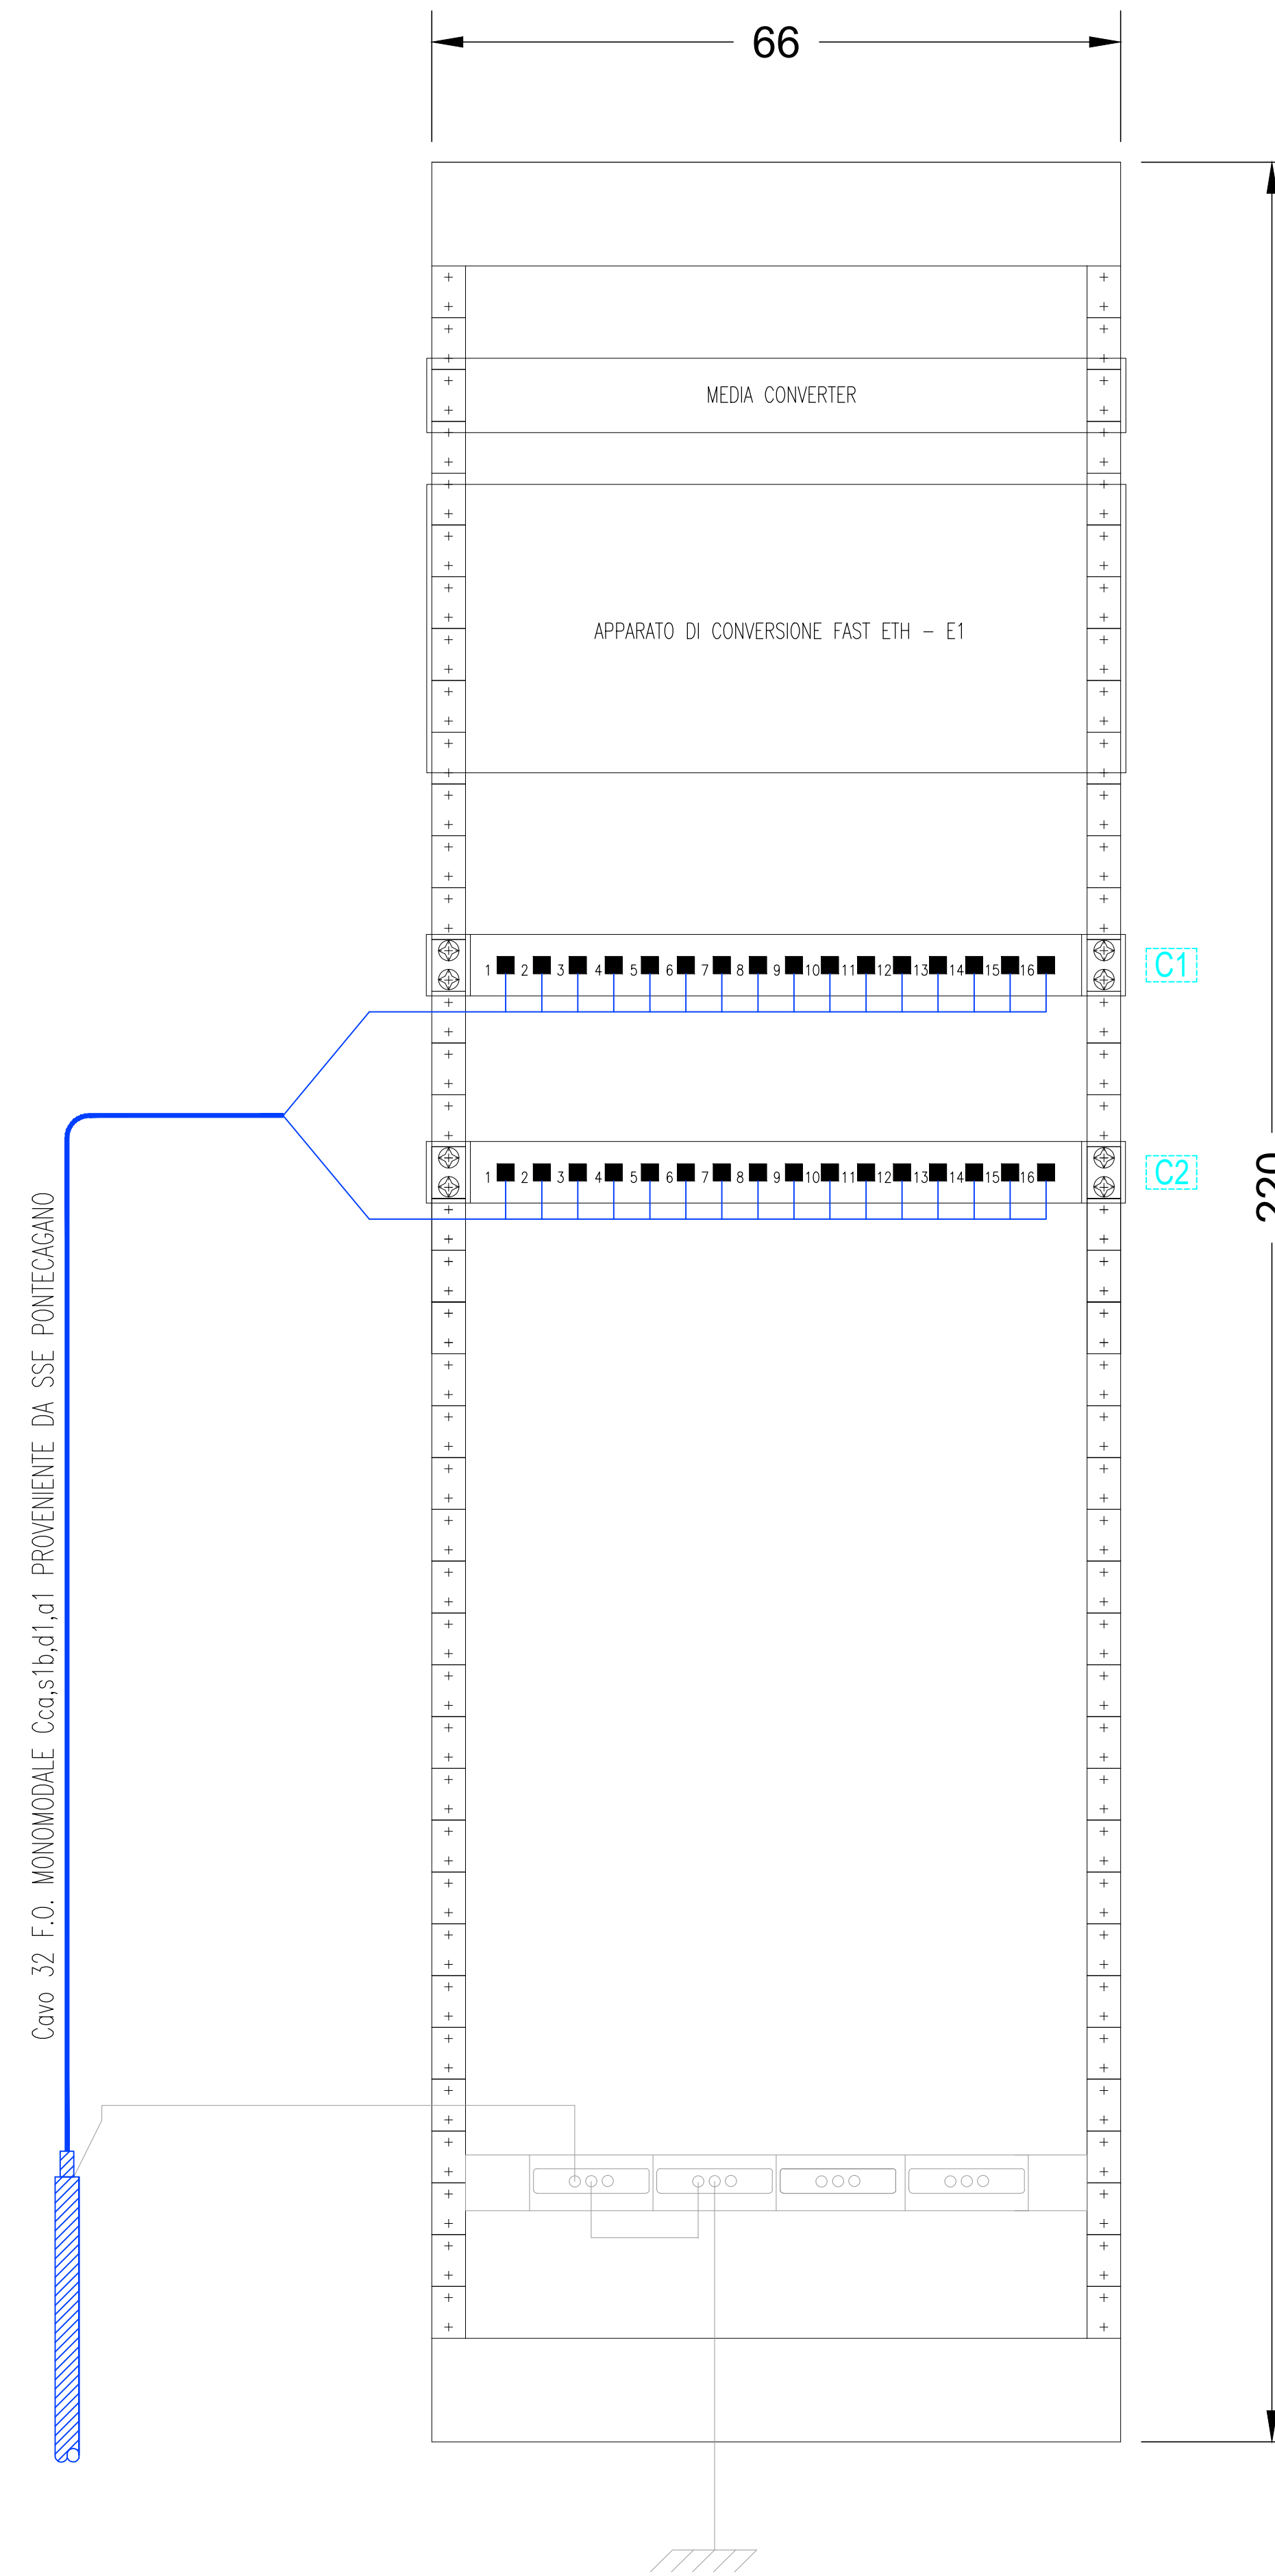 66
MEDIA CONVERTER
APPARATO DI CONVERSIONE FAST ETH - E1
1 2 3 4 5 6 7 8 9 10 11 12 13 14 15 16
C1
1 2 3 4 5 6 7 8 9 10 11 12 13 14 15 16
C2
220
Cavo 32 F.O. MONOMODALE Cca,s1b,d1,a1 PROVENIENTE DA SSE PONTECAGANO